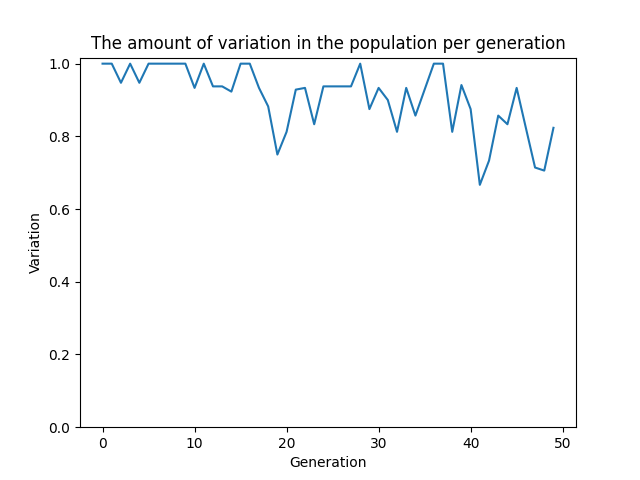 The amount of variation in the population per generation
1.0
0.8
0.6
0.4
0.2
0.0
Variation
0 10 20 30 40 50
Generation